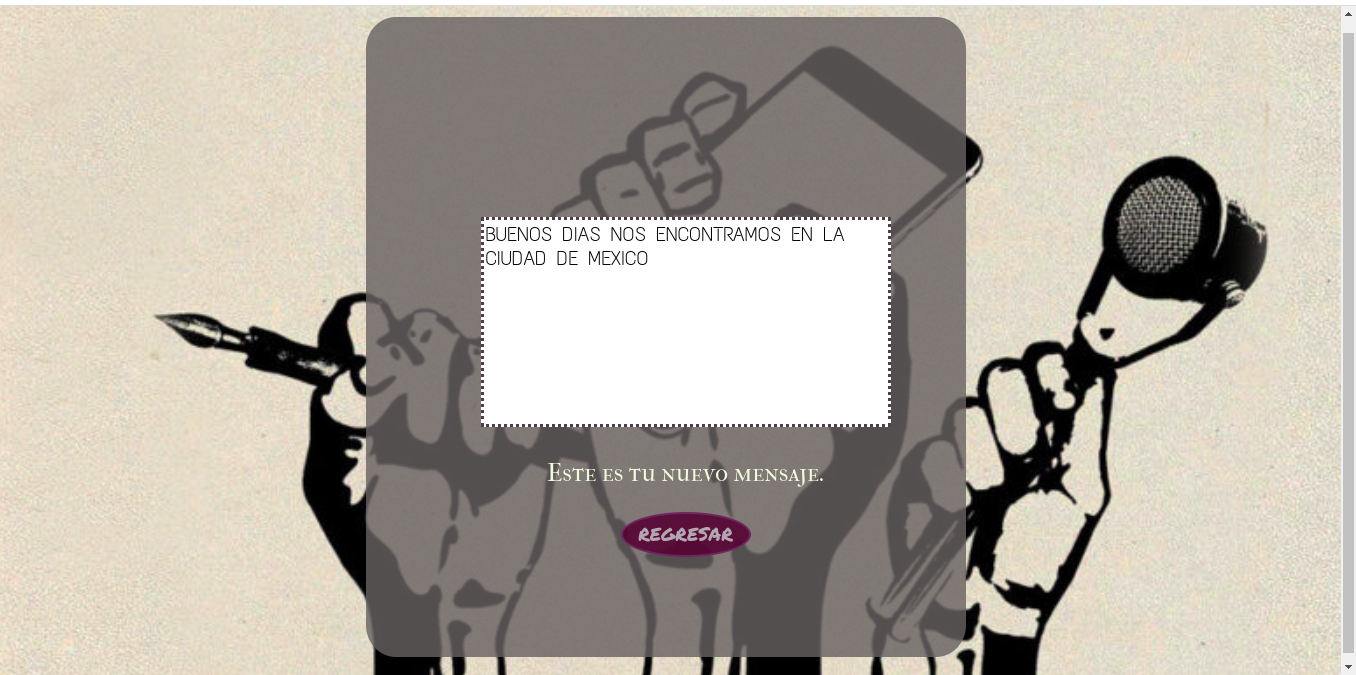 BUENOS DIAS NOS ENCONTRAMOS EN LA
CIUDAD DE MEXICO
Este es tu nuevo mensaje.
REGRESAR